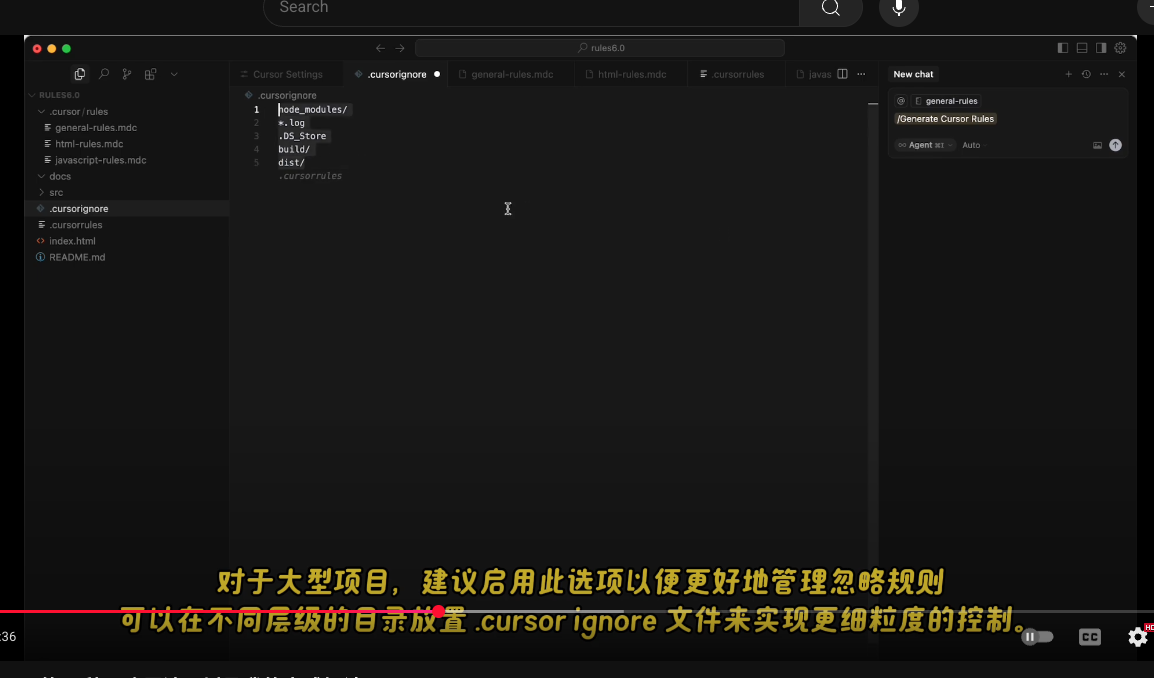 Search
rules6.0
Cursor Settings
.cursorignore
general-rules.mdc
html-rules.mdc
.cursorrules
javas
New chat
RULES6.0
.cursor / rules
general-rules.mdc
html-rules.mdc
javascript-rules.mdc
docs
src
.cursorignore
.cursorrules
index.html
README.md
.cursorignore
1 node_modules/
2 *.log
3 .DS_Store
4 build/
5 dist/
.cursorrules
@ general-rules
/Generate Cursor Rules
∞ Agent ⌘I
Auto
对于大型项目，建议启用此选项以便更好地管理忽略规则
可以在不同层级的目录放置 .cursor ignore 文件来实现更细粒度的控制。
:36
CC
HD